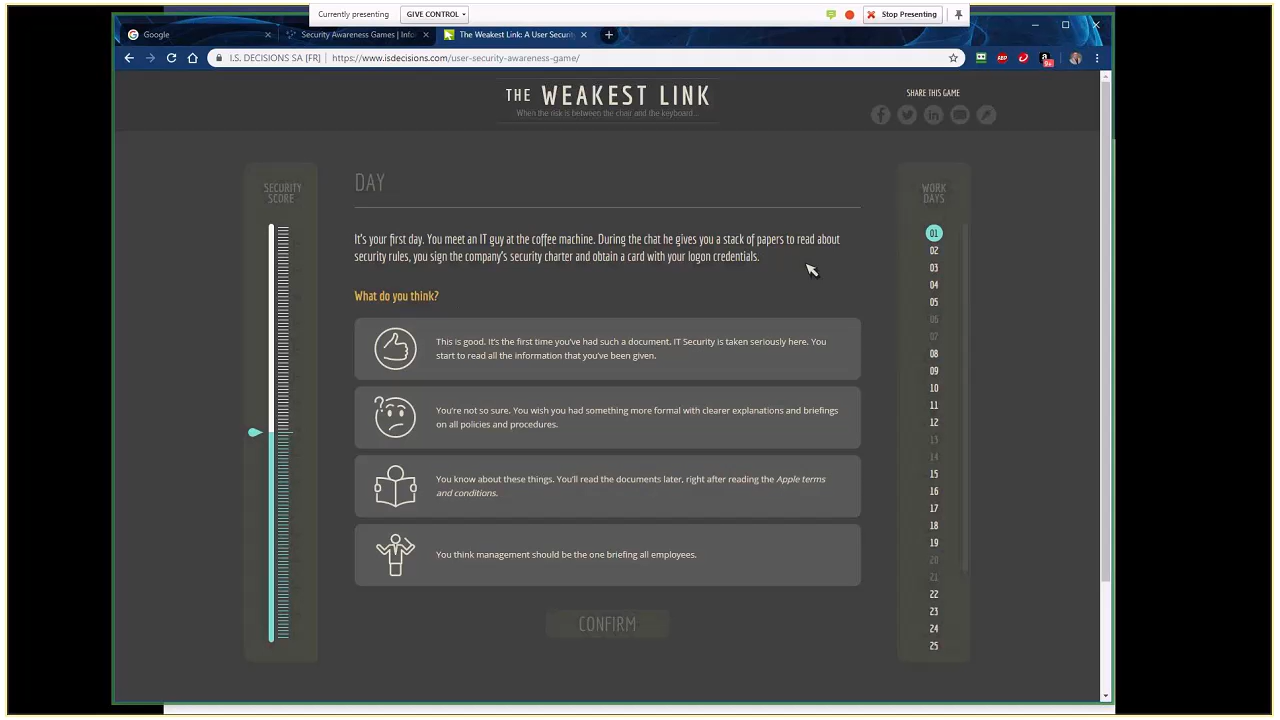 Currently presenting
GIVE CONTROL
Stop Presenting
Google
Security Awareness Games | Info
The Weakest Link: A User Securit
I.S. DECISIONS SA [FR]
https://www.isdecisions.com/user-security-awareness-game/
ABP
9+
THE WEAKEST LINK
When the risk is between the chair and the keyboard...
SHARE THIS GAME
SECURITY
SCORE
DAY
It's your first day. You meet an IT guy at the coffee machine. During the chat he gives you a stack of papers to read about
security rules, you sign the company's security charter and obtain a card with your logon credentials.
What do you think?
This is good. It's the first time you've had such a document. IT Security is taken seriously here. You
start to read all the information that you've been given.
You're not so sure. You wish you had something more formal with clearer explanations and briefings
on all policies and procedures.
You know about these things. You'll read the documents later, right after reading the Apple terms
and conditions.
You think management should be the one briefing all employees.
CONFIRM
WORK
DAYS
01
02
03
04
05
06
07
08
09
10
11
12
13
14
15
16
17
18
19
20
21
22
23
24
25